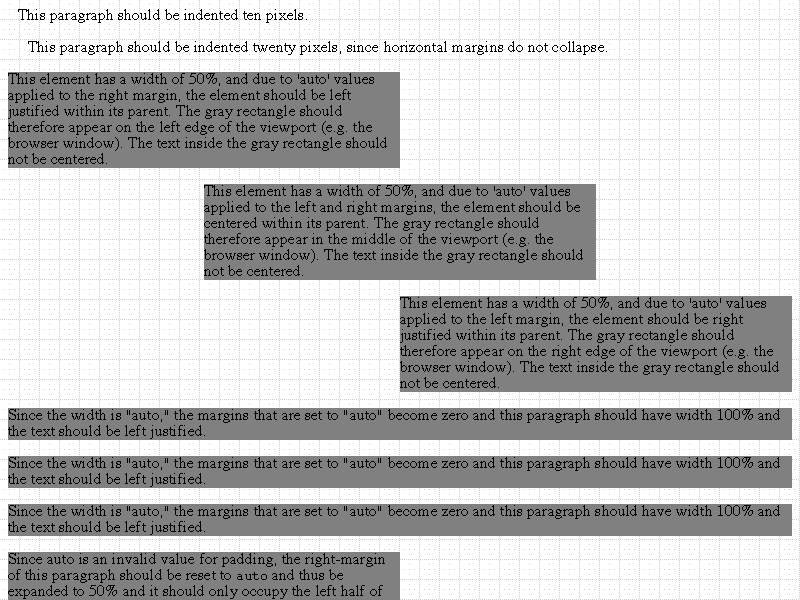 This paragraph should be indented ten pixels.
This paragraph should be indented twenty pixels, since horizontal margins do not collapse.
This element has a width of 50%, and due to 'auto' values
applied to the right margin, the element should be left
justified within its parent. The gray rectangle should
therefore appear on the left edge of the viewport (e.g. the
browser window). The text inside the gray rectangle should
not be centered.
This element has a width of 50%, and due to 'auto' values
applied to the left and right margins, the element should be
centered within its parent. The gray rectangle should
therefore appear in the middle of the viewport (e.g. the
browser window). The text inside the gray rectangle should
not be centered.
This element has a width of 50%, and due to 'auto' values
applied to the left margin, the element should be right
justified within its parent. The gray rectangle should
therefore appear on the right edge of the viewport (e.g. the
browser window). The text inside the gray rectangle should
not be centered.
Since the width is "auto," the margins that are set to "auto" become zero and this paragraph should have width 100% and
the text should be left justified.
Since the width is "auto," the margins that are set to "auto" become zero and this paragraph should have width 100% and
the text should be left justified.
Since the width is "auto," the margins that are set to "auto" become zero and this paragraph should have width 100% and
the text should be left justified.
Since auto is an invalid value for padding, the right-margin
of this paragraph should be reset to auto and thus be
expanded to 50% and it should only occupy the left half of